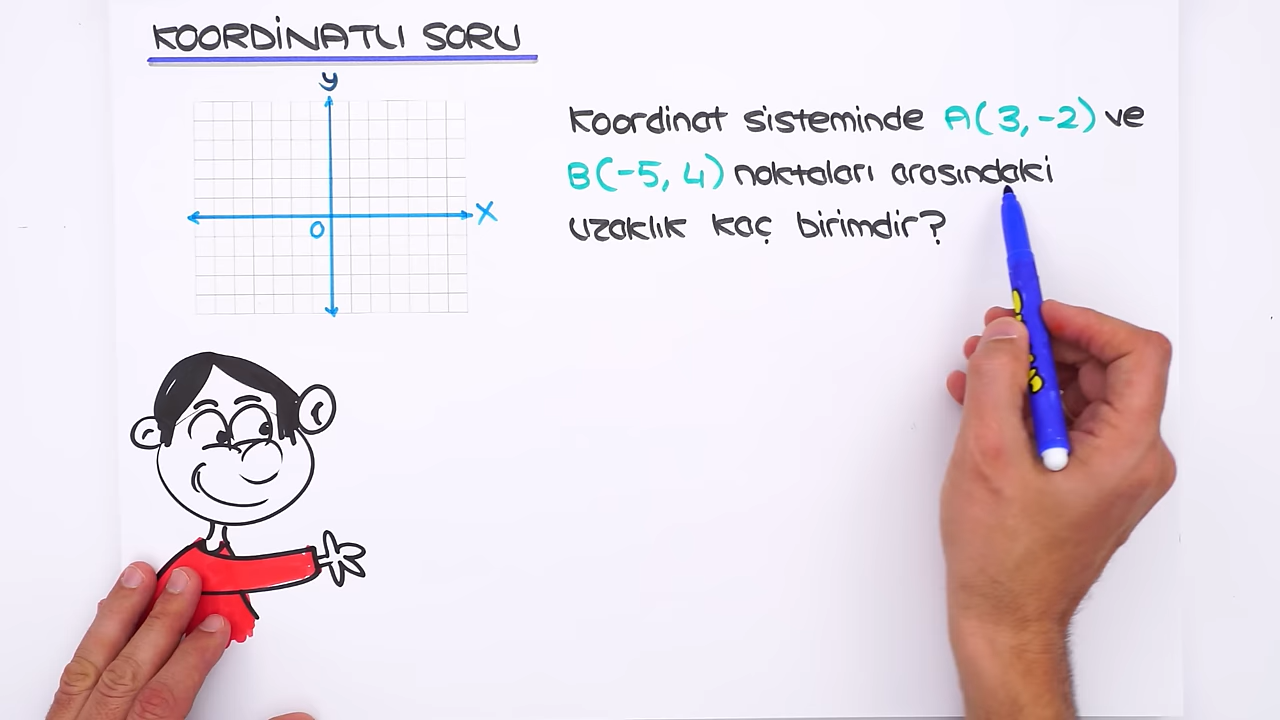 KOORDİNATLI SORU
y
x
0
Koordinat sisteminde A(3,-2) ve
B(-5, 4) noktaları arasındaki
uzaklık kaç birimdir?